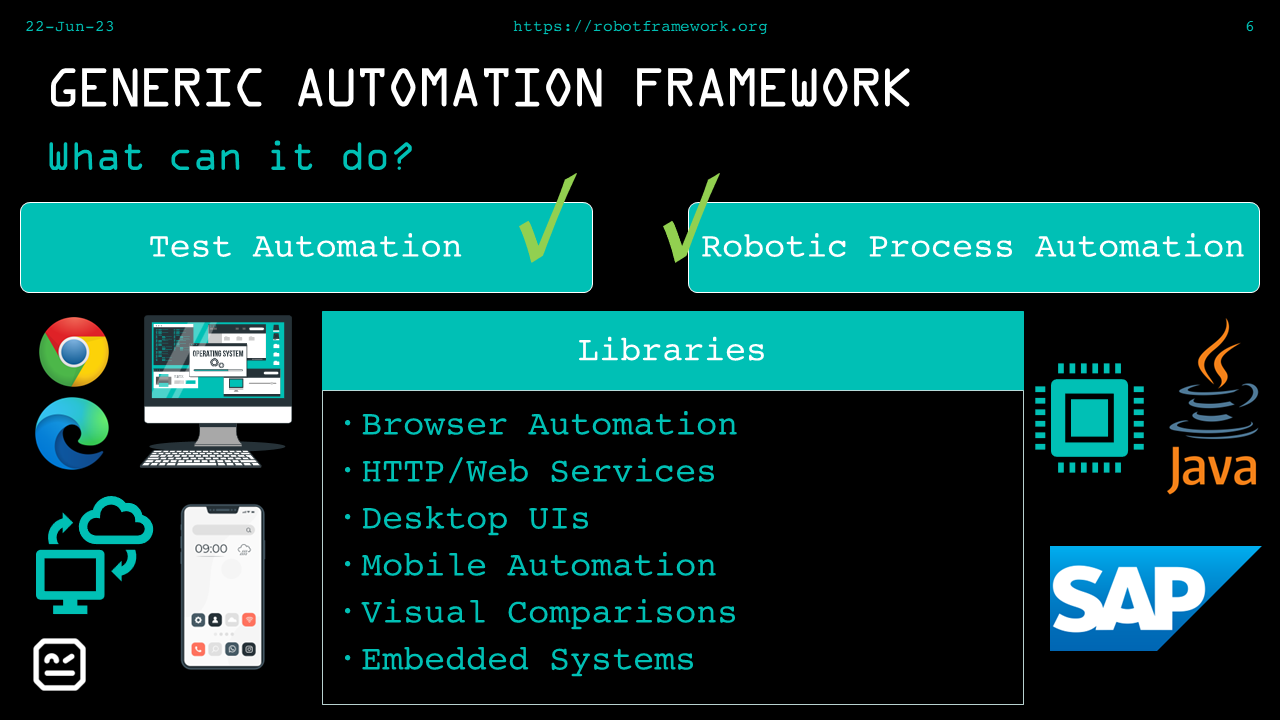 22-Jun-23
https://robotframework.org
6
GENERIC AUTOMATION FRAMEWORK
What can it do?
Test Automation
Robotic Process Automation
OPERATING SYSTEM
Libraries
· Browser Automation
· HTTP/Web Services
· Desktop UIs
· Mobile Automation
· Visual Comparisons
· Embedded Systems
09:00
Java
SAP